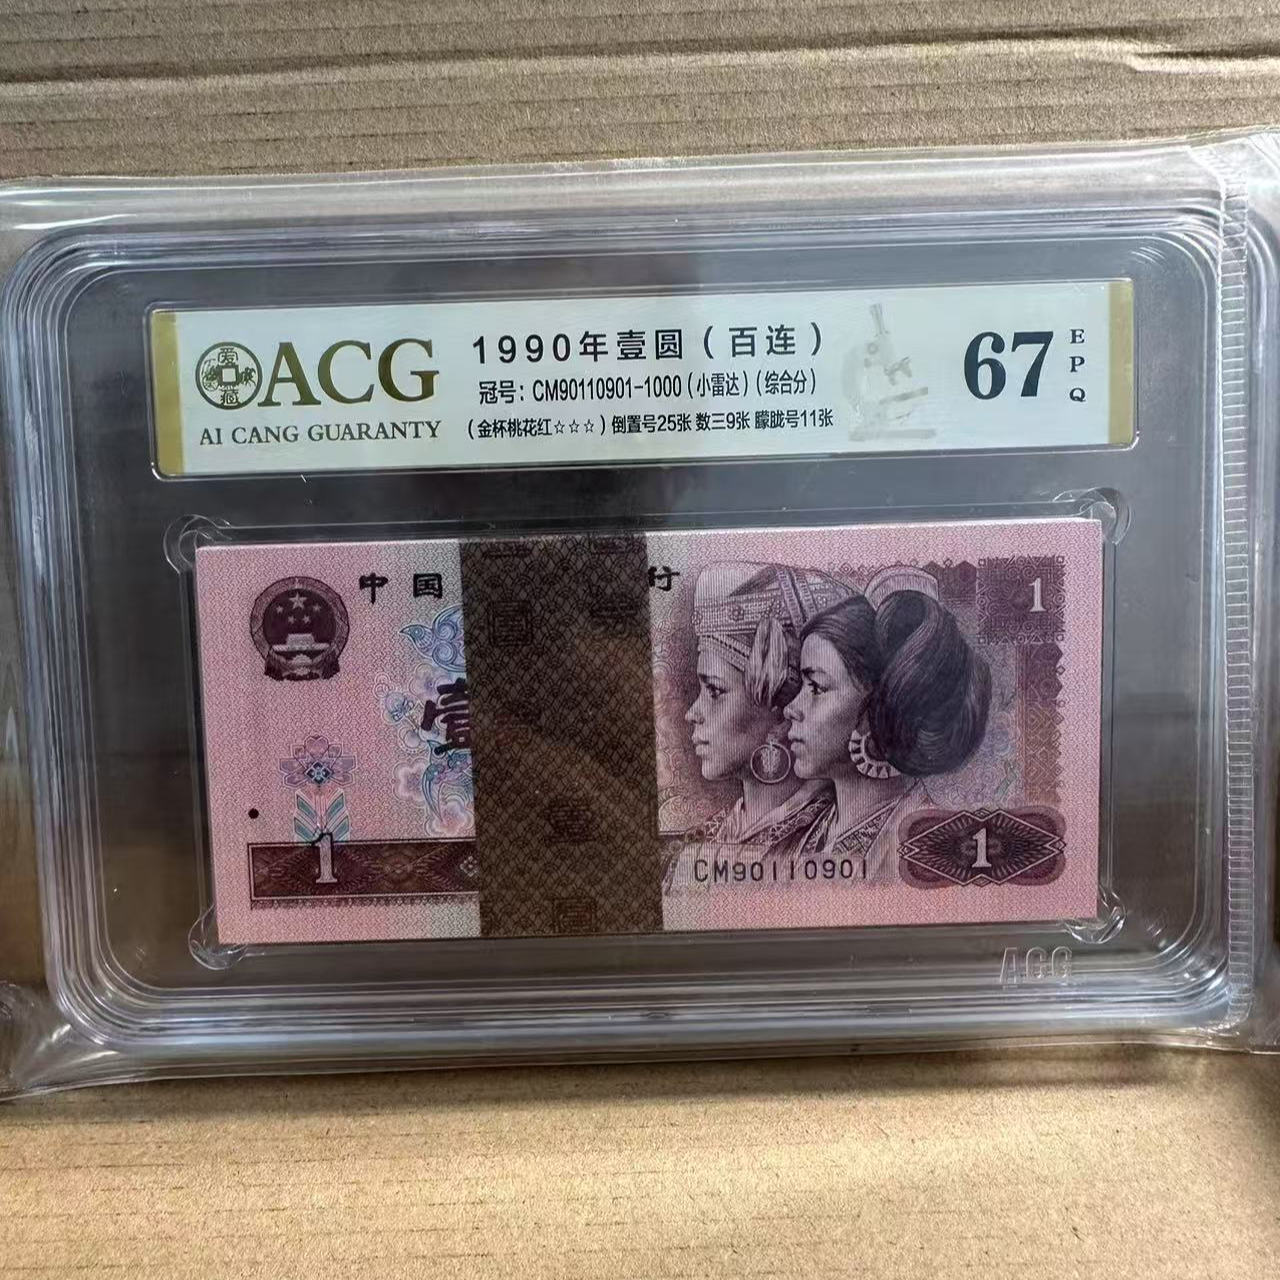 ACG
AI CANG GUARANTY
1990年壹圆（百连）
冠号：CM90110901-1000（小雷达）（综合分）
（金杯桃花红☆☆☆）倒置号25张 数三9张 朦胧号11张
67
EPQ
中国
行
1
壹
1
CM90110901
1
ACG